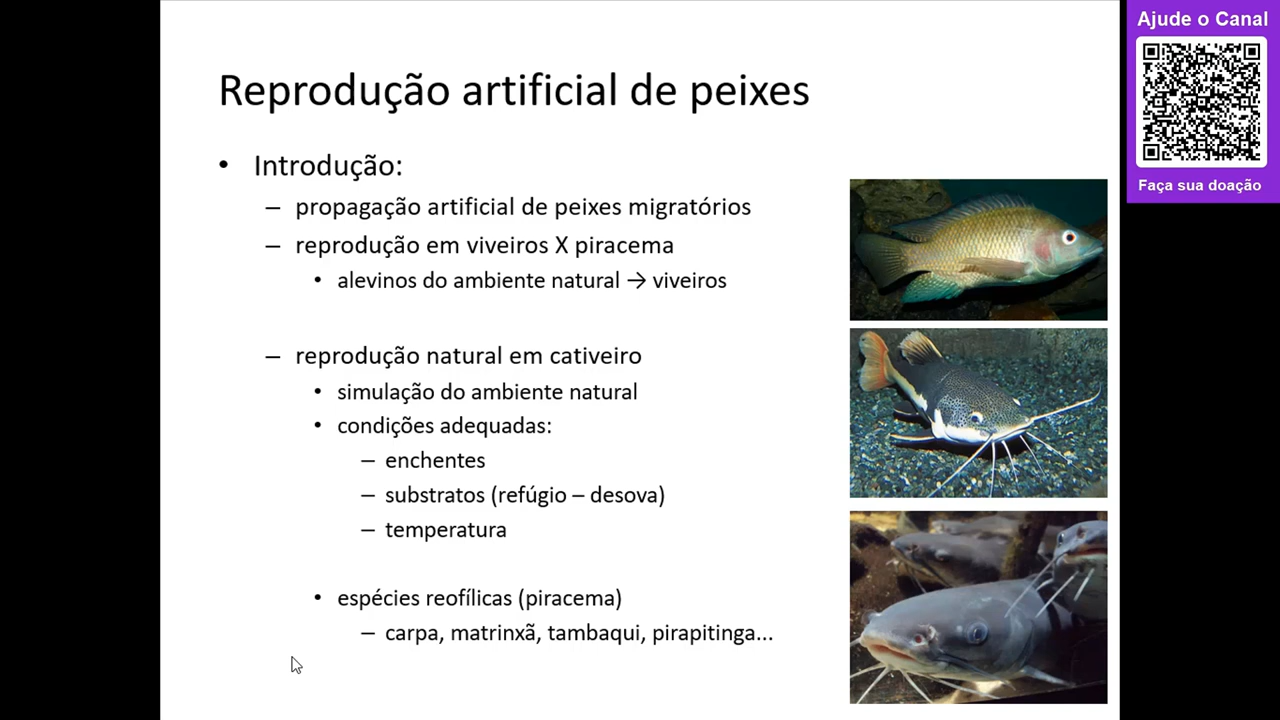 Reprodução artificial de peixes
• Introdução:
– propagação artificial de peixes migratórios
– reprodução em viveiros X piracema
• alevinos do ambiente natural → viveiros
– reprodução natural em cativeiro
• simulação do ambiente natural
• condições adequadas:
– enchentes
– substratos (refúgio – desova)
– temperatura
• espécies reofílicas (piracema)
– carpa, matrinxã, tambaqui, pirapitinga...
Ajude o Canal
Faça sua doação